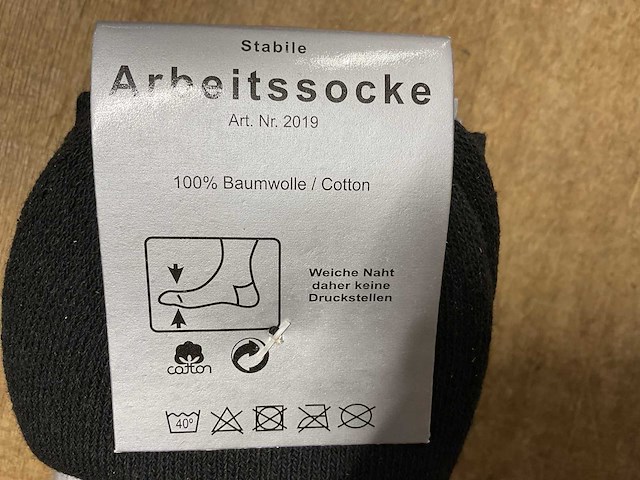 Stabile
Arbeitssocke
Art. Nr. 2019
100% Baumwolle / Cotton
Weiche Naht
daher keine
Druckstellen
cotton
40°